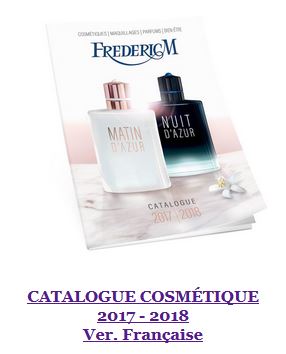 COSMÉTIQUES | MAQUILLAGES | PARFUMS | BIEN-ÊTRE
FREDERICM
MATIN
D'AZUR
NUIT
D'AZUR
CATALOGUE
2017 | 2018
CATALOGUE COSMÉTIQUE
2017 - 2018
Ver. Française